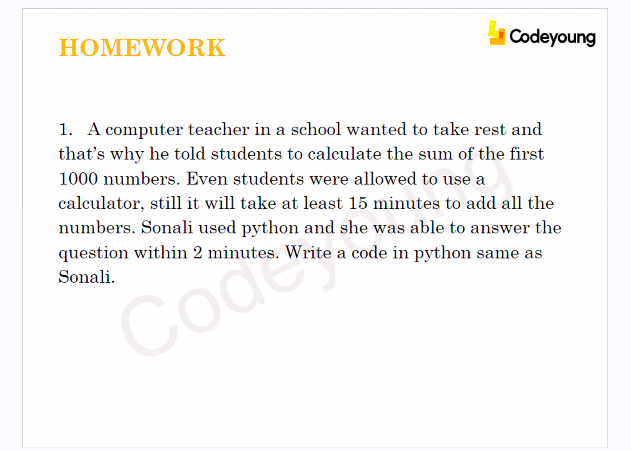 HOMEWORK
Codeyoung
1. A computer teacher in a school wanted to take rest and
that's why he told students to calculate the sum of the first
1000 numbers. Even students were allowed to use a
calculator, still it will take at least 15 minutes to add all the
numbers. Sonali used python and she was able to answer the
question within 2 minutes. Write a code in python same as
Sonali.
Codeyoung